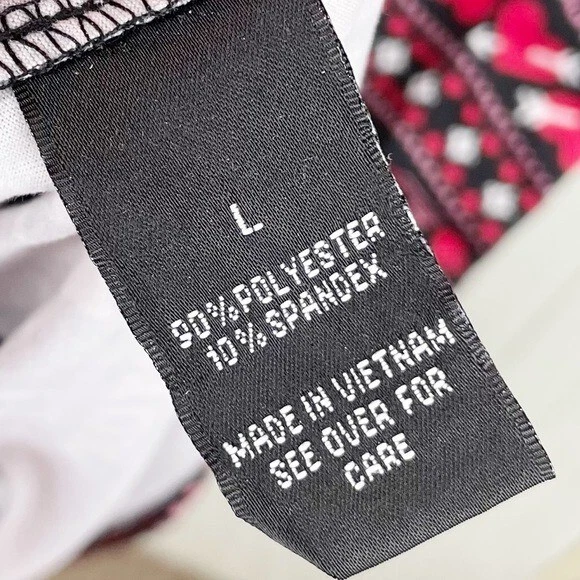 L
90% POLYESTER
10% SPANDEX
MADE IN VIETNAM
SEE OVER FOR
CARE